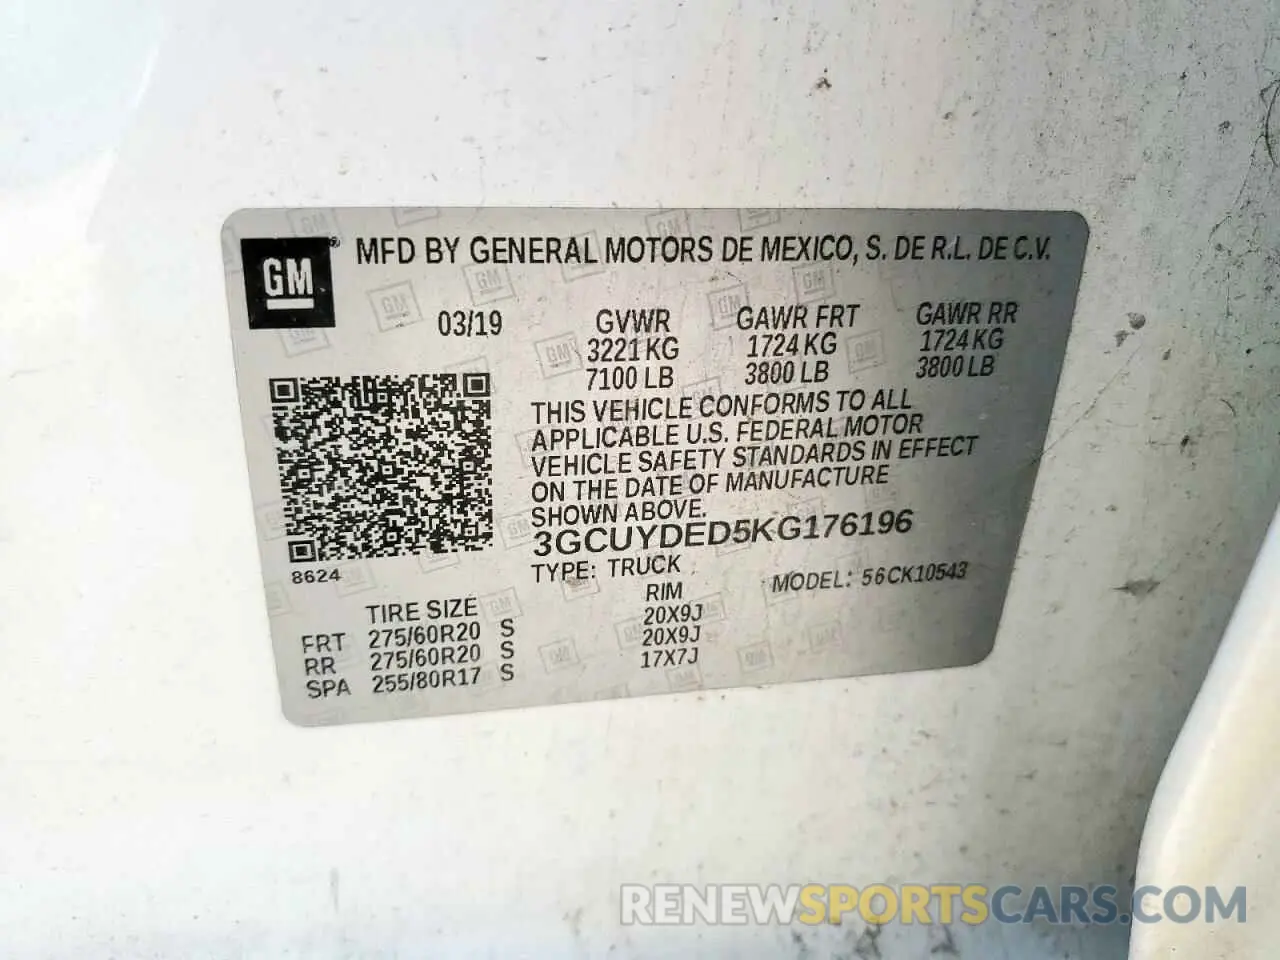 GM® MFD BY GENERAL MOTORS DE MEXICO, S. DE R.L. DE C.V.
03/19 GVWR GAWR FRT GAWR RR
3221 KG 1724 KG 1724 KG
7100 LB 3800 LB 3800 LB
THIS VEHICLE CONFORMS TO ALL
APPLICABLE U.S. FEDERAL MOTOR
VEHICLE SAFETY STANDARDS IN EFFECT
ON THE DATE OF MANUFACTURE
SHOWN ABOVE.
3GCUYDED5KG176196
8624 TYPE: TRUCK MODEL: 56CK10543
TIRE SIZE RIM
FRT 275/60R20 S 20X9J
RR 275/60R20 S 20X9J
SPA 255/80R17 S 17X7J
RENEWSPORTSCARS.COM